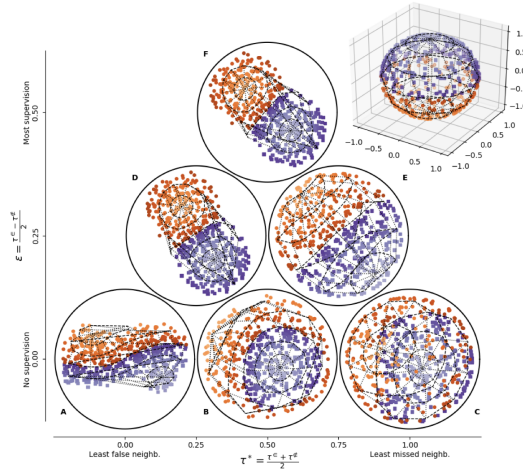 F
1.0
0.5
0.0
−0.5
−1.0
1.0
0.5
0.0
−0.5
−1.0
−1.0
−0.5
0.0
0.5
1.0
Most supervision
0.50
D
E
ε = (τ^∈ − τ^∉)/2
0.25
No supervision
0.00
A
B
C
0.00
0.25
0.50
0.75
1.00
Least false neighb.
Least missed neighb.
τ* = (τ^∈ + τ^∉)/2